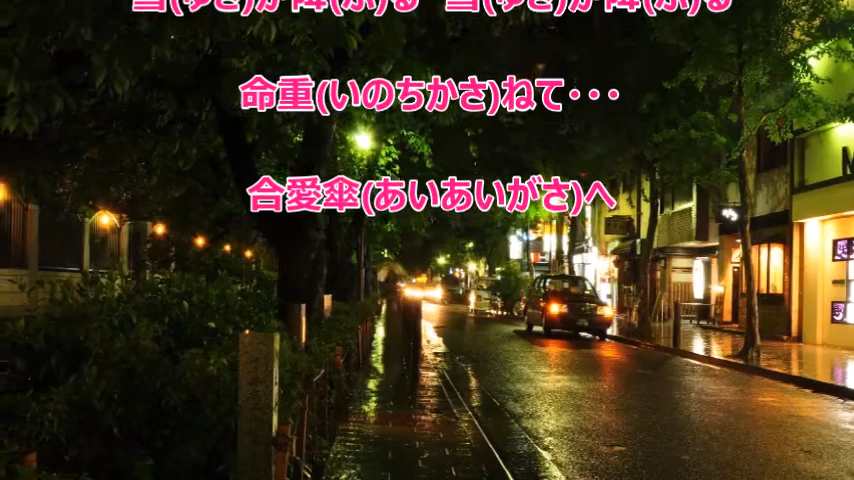 雪(ゆき)が降(ふ)る 雪(ゆき)が降(ふ)る
命重(いのちかさ)ねて･･･
合愛傘(あいあいがさ)へ